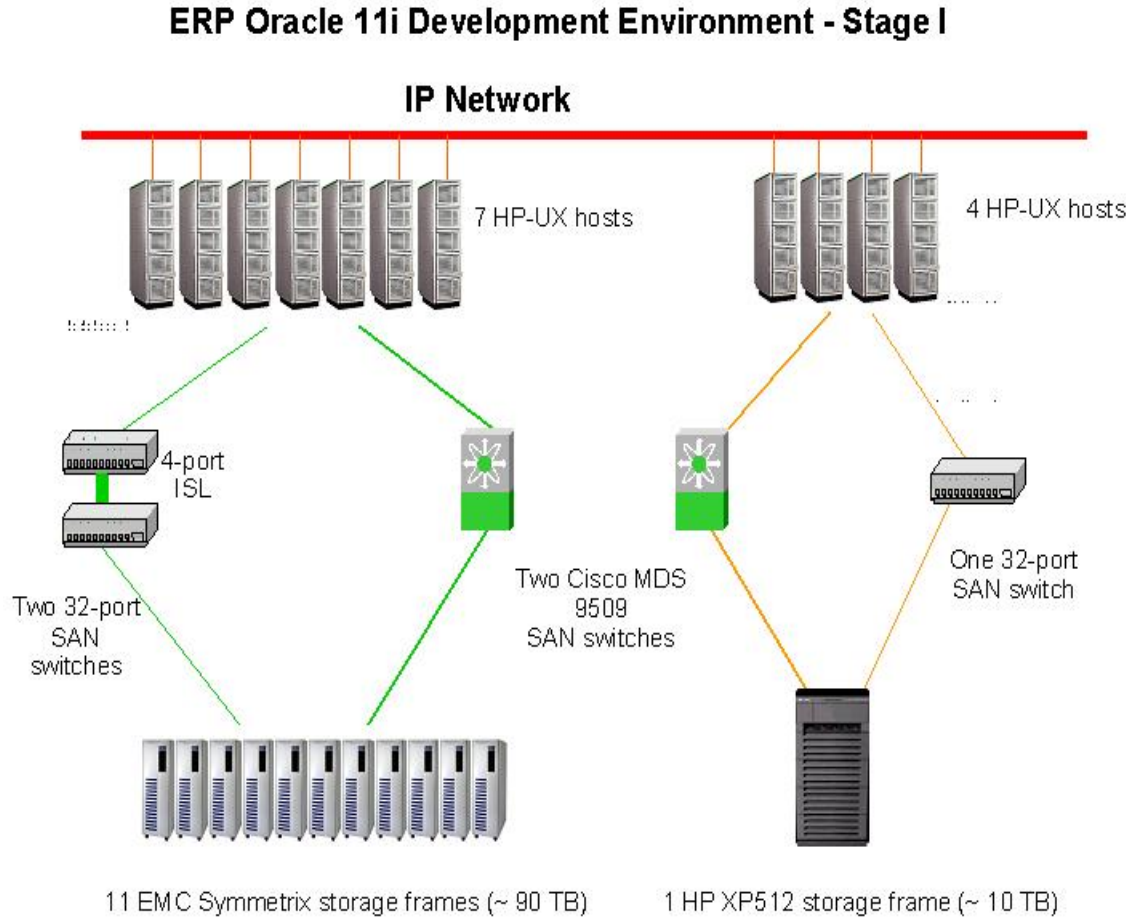 ERP Oracle 11i Development Environment - Stage I
IP Network
7 HP-UX hosts
4 HP-UX hosts
4-port
ISL
Two 32-port
SAN
switches
Two Cisco MDS
9509
SAN switches
One 32-port
SAN switch
11 EMC Symmetrix storage frames (~ 90 TB)
1 HP XP512 storage frame (~ 10 TB)